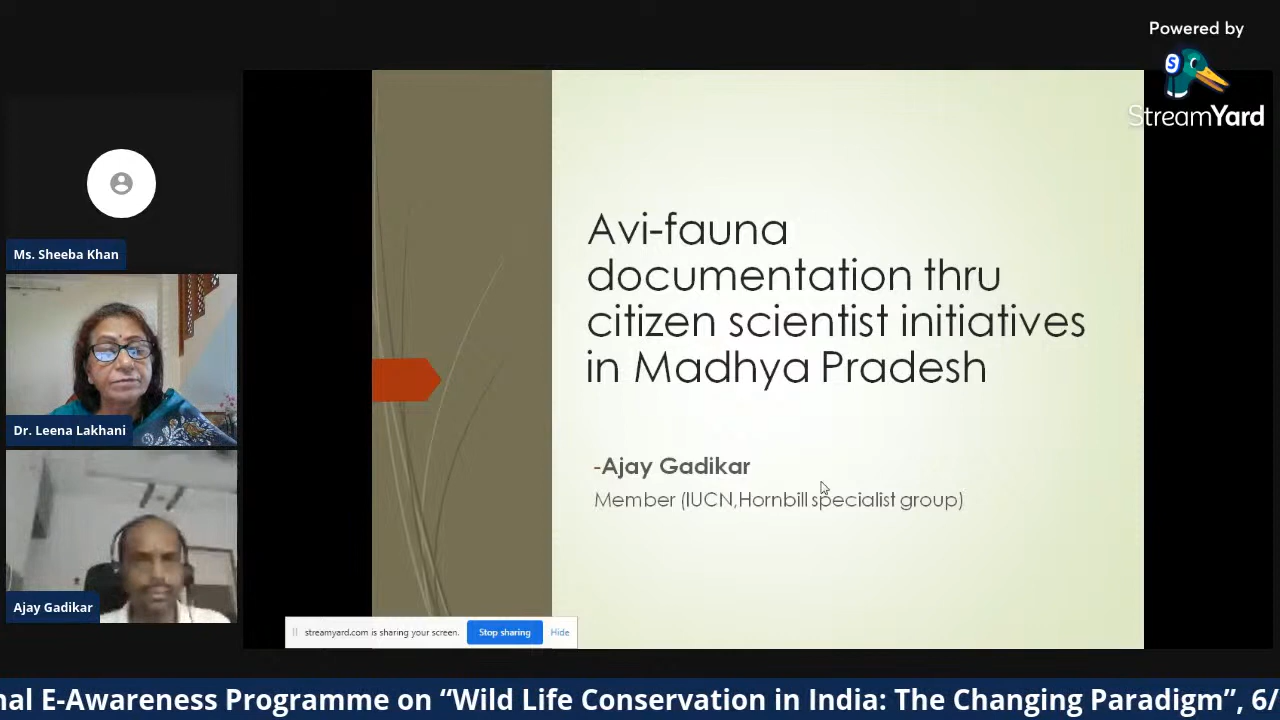 Powered by
StreamYard
Ms. Sheeba Khan
Dr. Leena Lakhani
Ajay Gadikar
Avi-fauna
documentation thru
citizen scientist initiatives
in Madhya Pradesh
-Ajay Gadikar
Member (IUCN,Hornbill specialist group)
streamyard.com is sharing your screen. Stop sharing Hide
E-Awareness Programme on “Wild Life Conservation in India: The Changing Paradigm”, 6/